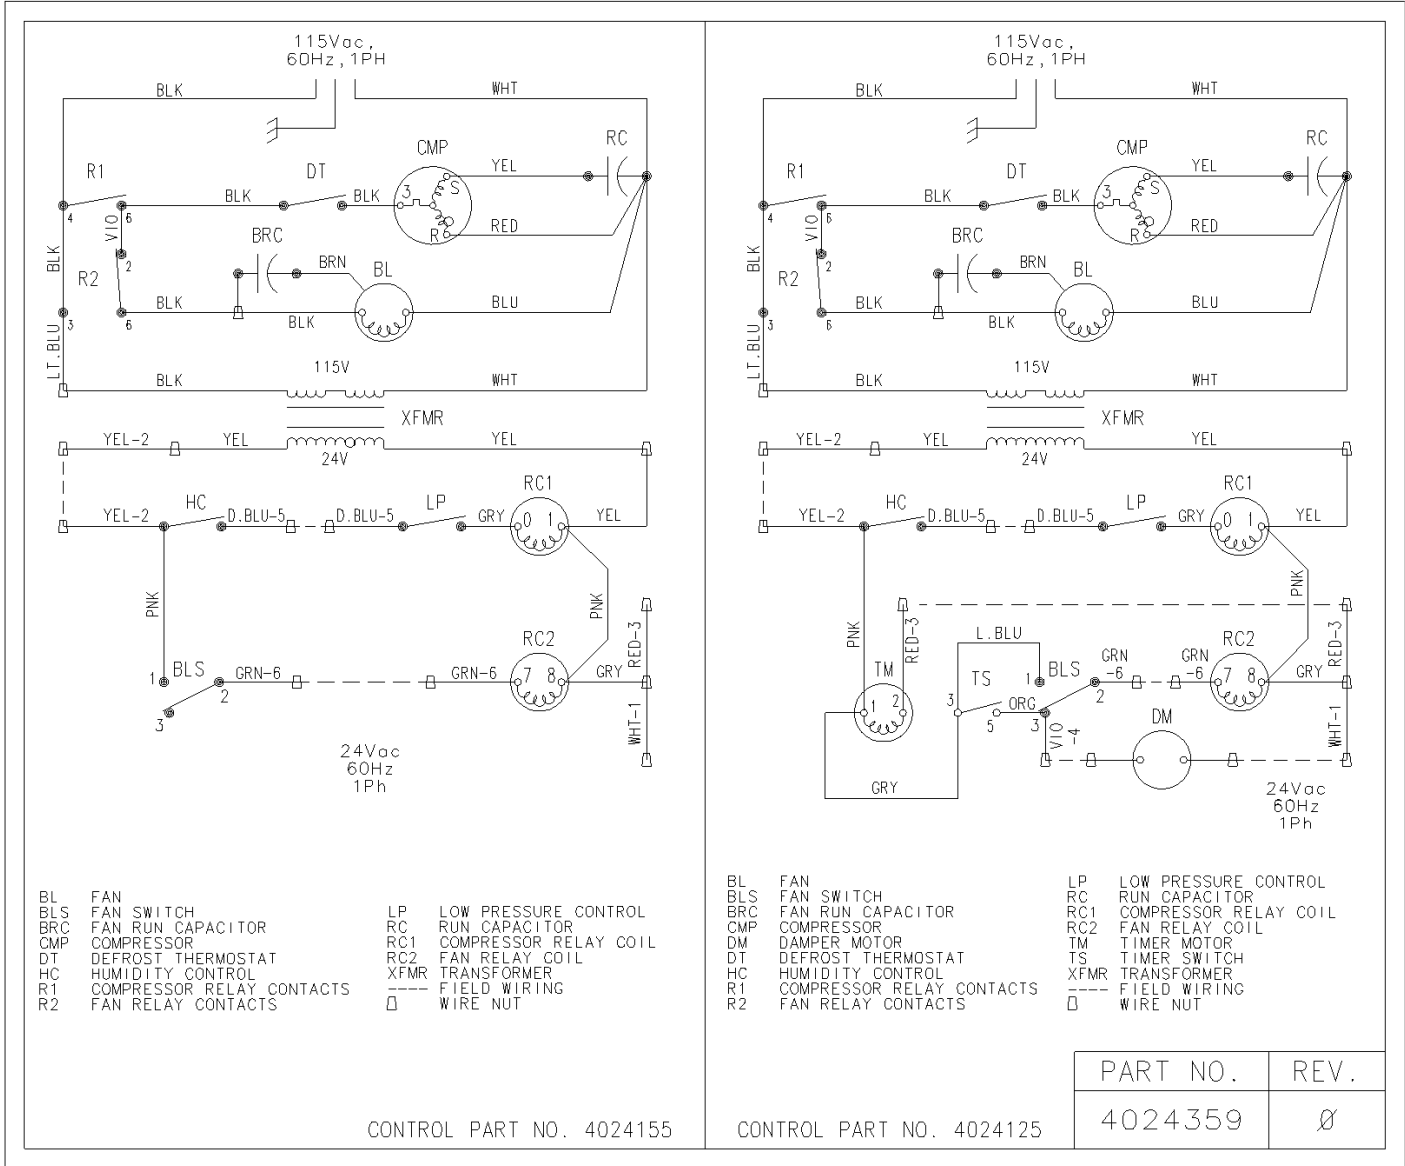 115Vac,
60Hz,1PH
BLK
WHT
CMP
RC
R1
DT
YEL
S
BLK
BLK
3
4
6
VIO
R
RED
BRC
BLK
2
BRN
BL
R2
BLK
BLU
BLK
3
6
LT.BLU
115V
BLK
WHT
XFMR
YEL-2
YEL
YEL
24V
RC1
HC
LP
YEL-2
D.BLU-5
D.BLU-5
GRY
0 1
YEL
PNK
PNK
RED-3
RC2
1
BLS
GRN-6
GRN-6
7 8
GRY
2
3
WHT-1
24Vac
60Hz
1Ph
BL FAN
BLS FAN SWITCH
BRC FAN RUN CAPACITOR
CMP COMPRESSOR
DT DEFROST THERMOSTAT
HC HUMIDITY CONTROL
R1 COMPRESSOR RELAY CONTACTS
R2 FAN RELAY CONTACTS
LP LOW PRESSURE CONTROL
RC RUN CAPACITOR
RC1 COMPRESSOR RELAY COIL
RC2 FAN RELAY COIL
XFMR TRANSFORMER
---- FIELD WIRING
WIRE NUT
CONTROL PART NO. 4024155
115Vac,
60Hz,1PH
BLK
WHT
CMP
RC
R1
DT
YEL
S
BLK
BLK
3
4
6
VIO
R
RED
BRC
BLK
2
BRN
BL
R2
BLK
BLU
BLK
3
6
LT.BLU
115V
BLK
WHT
XFMR
YEL-2
YEL
YEL
24V
RC1
HC
LP
YEL-2
D.BLU-5
D.BLU-5
GRY
0 1
YEL
PNK
PNK
L.BLU
RED-3
RED-3
RC2
TM
TS
1
BLS
GRN
-6
GRN
-6
7 8
GRY
2
1 2
3
5
ORG
3
VIO
-4
DM
WHT-1
GRY
24Vac
60Hz
1Ph
BL FAN
BLS FAN SWITCH
BRC FAN RUN CAPACITOR
CMP COMPRESSOR
DM DAMPER MOTOR
DT DEFROST THERMOSTAT
HC HUMIDITY CONTROL
R1 COMPRESSOR RELAY CONTACTS
R2 FAN RELAY CONTACTS
LP LOW PRESSURE CONTROL
RC RUN CAPACITOR
RC1 COMPRESSOR RELAY COIL
RC2 FAN RELAY COIL
TM TIMER MOTOR
TS TIMER SWITCH
XFMR TRANSFORMER
---- FIELD WIRING
WIRE NUT
CONTROL PART NO. 4024125
PART NO.
REV.
4024359
Ø